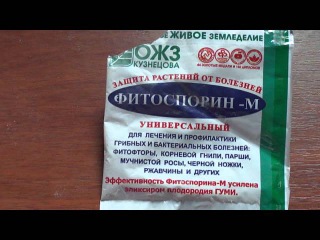 ЖИВОЕ ЗЕМЛЕДЕЛИЕ
ОЖЗ
КУЗНЕЦОВА
ЗАЩИТА РАСТЕНИЙ ОТ БОЛЕЗНЕЙ
ФИТОСПОРИН -М
УНИВЕРСАЛЬНЫЙ
ДЛЯ ЛЕЧЕНИЯ И ПРОФИЛАКТИКИ
ГРИБНЫХ И БАКТЕРИАЛЬНЫХ БОЛЕЗНЕЙ:
ФИТОФТОРЫ, КОРНЕВОЙ ГНИЛИ, ПАРШИ,
МУЧНИСТОЙ РОСЫ, ЧЕРНОЙ НОЖКИ,
РЖАВЧИНЫ И ДРУГИХ
Эффективность Фитоспорина-М усилена
эликсиром плодородия ГУМИ.